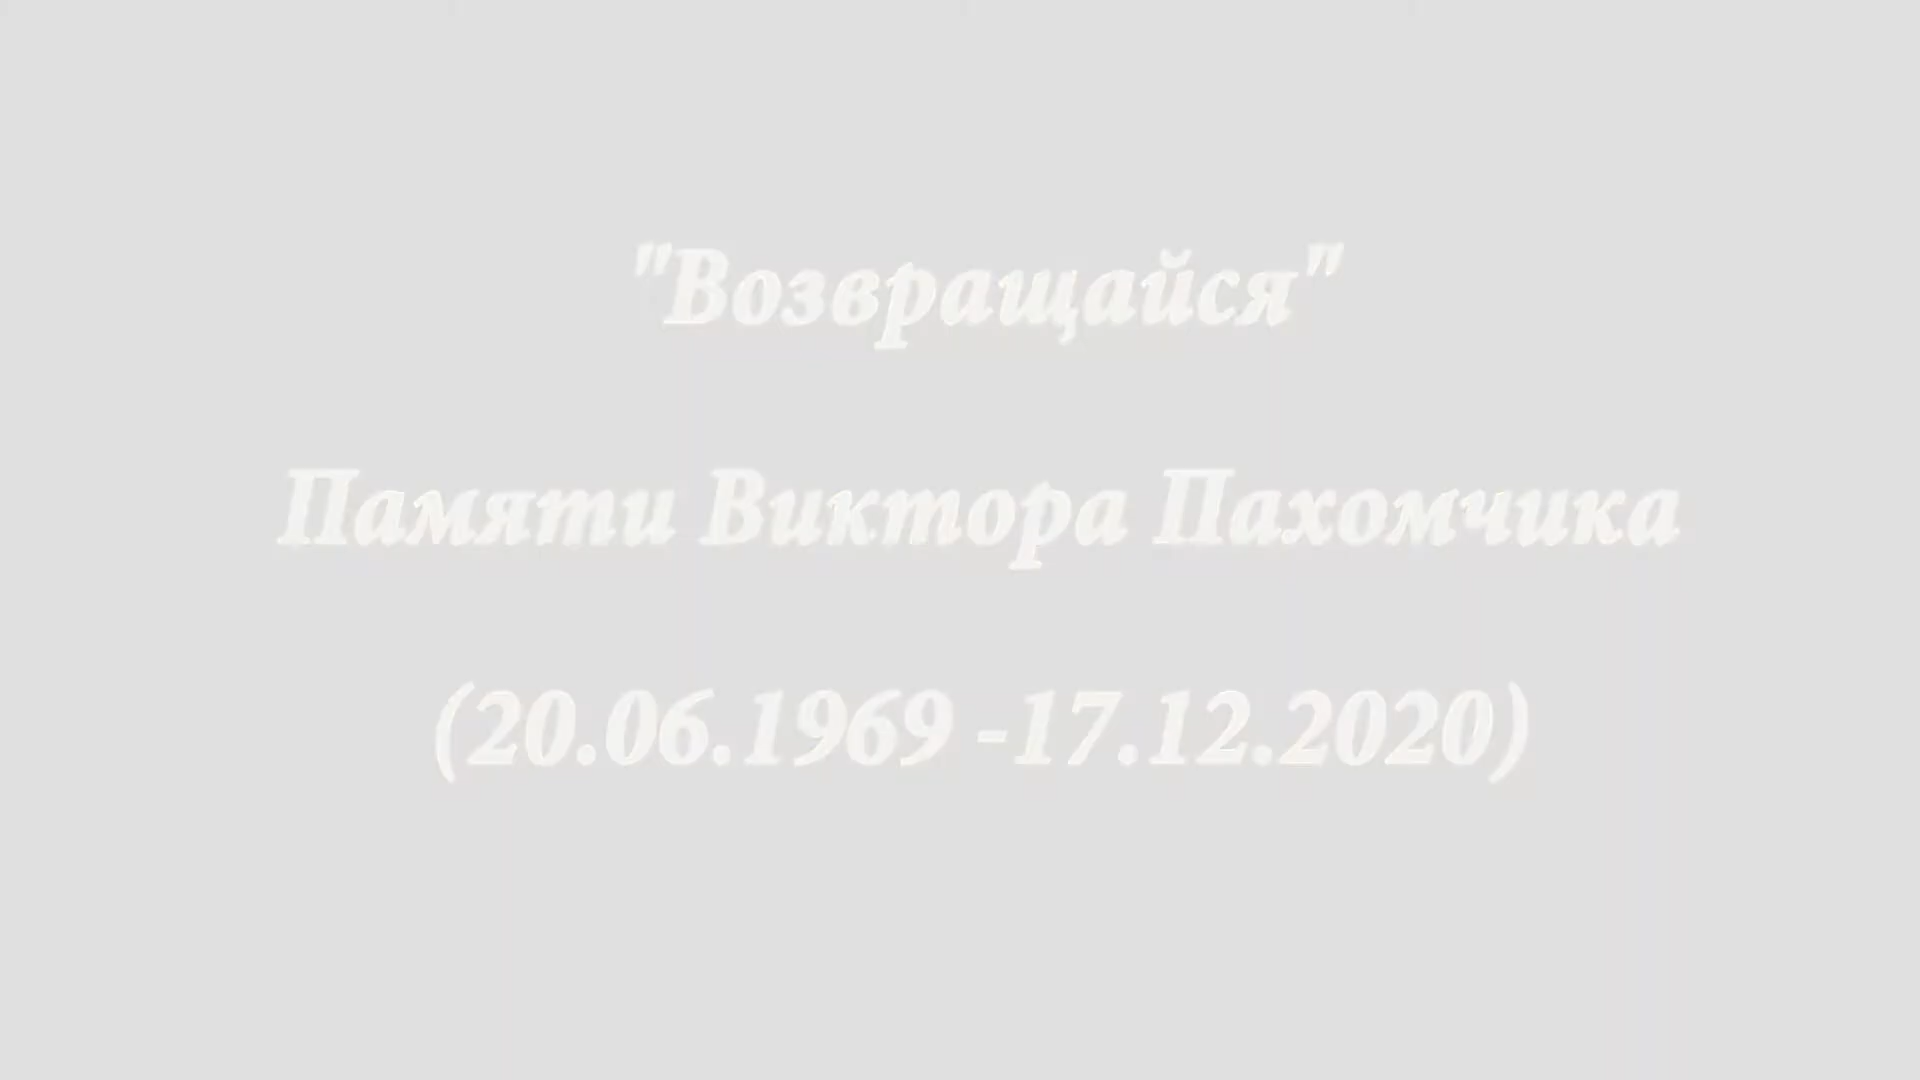 "Возвращайся"
Памяти Виктора Пахомчика
(20.06.1969 -17.12.2020)